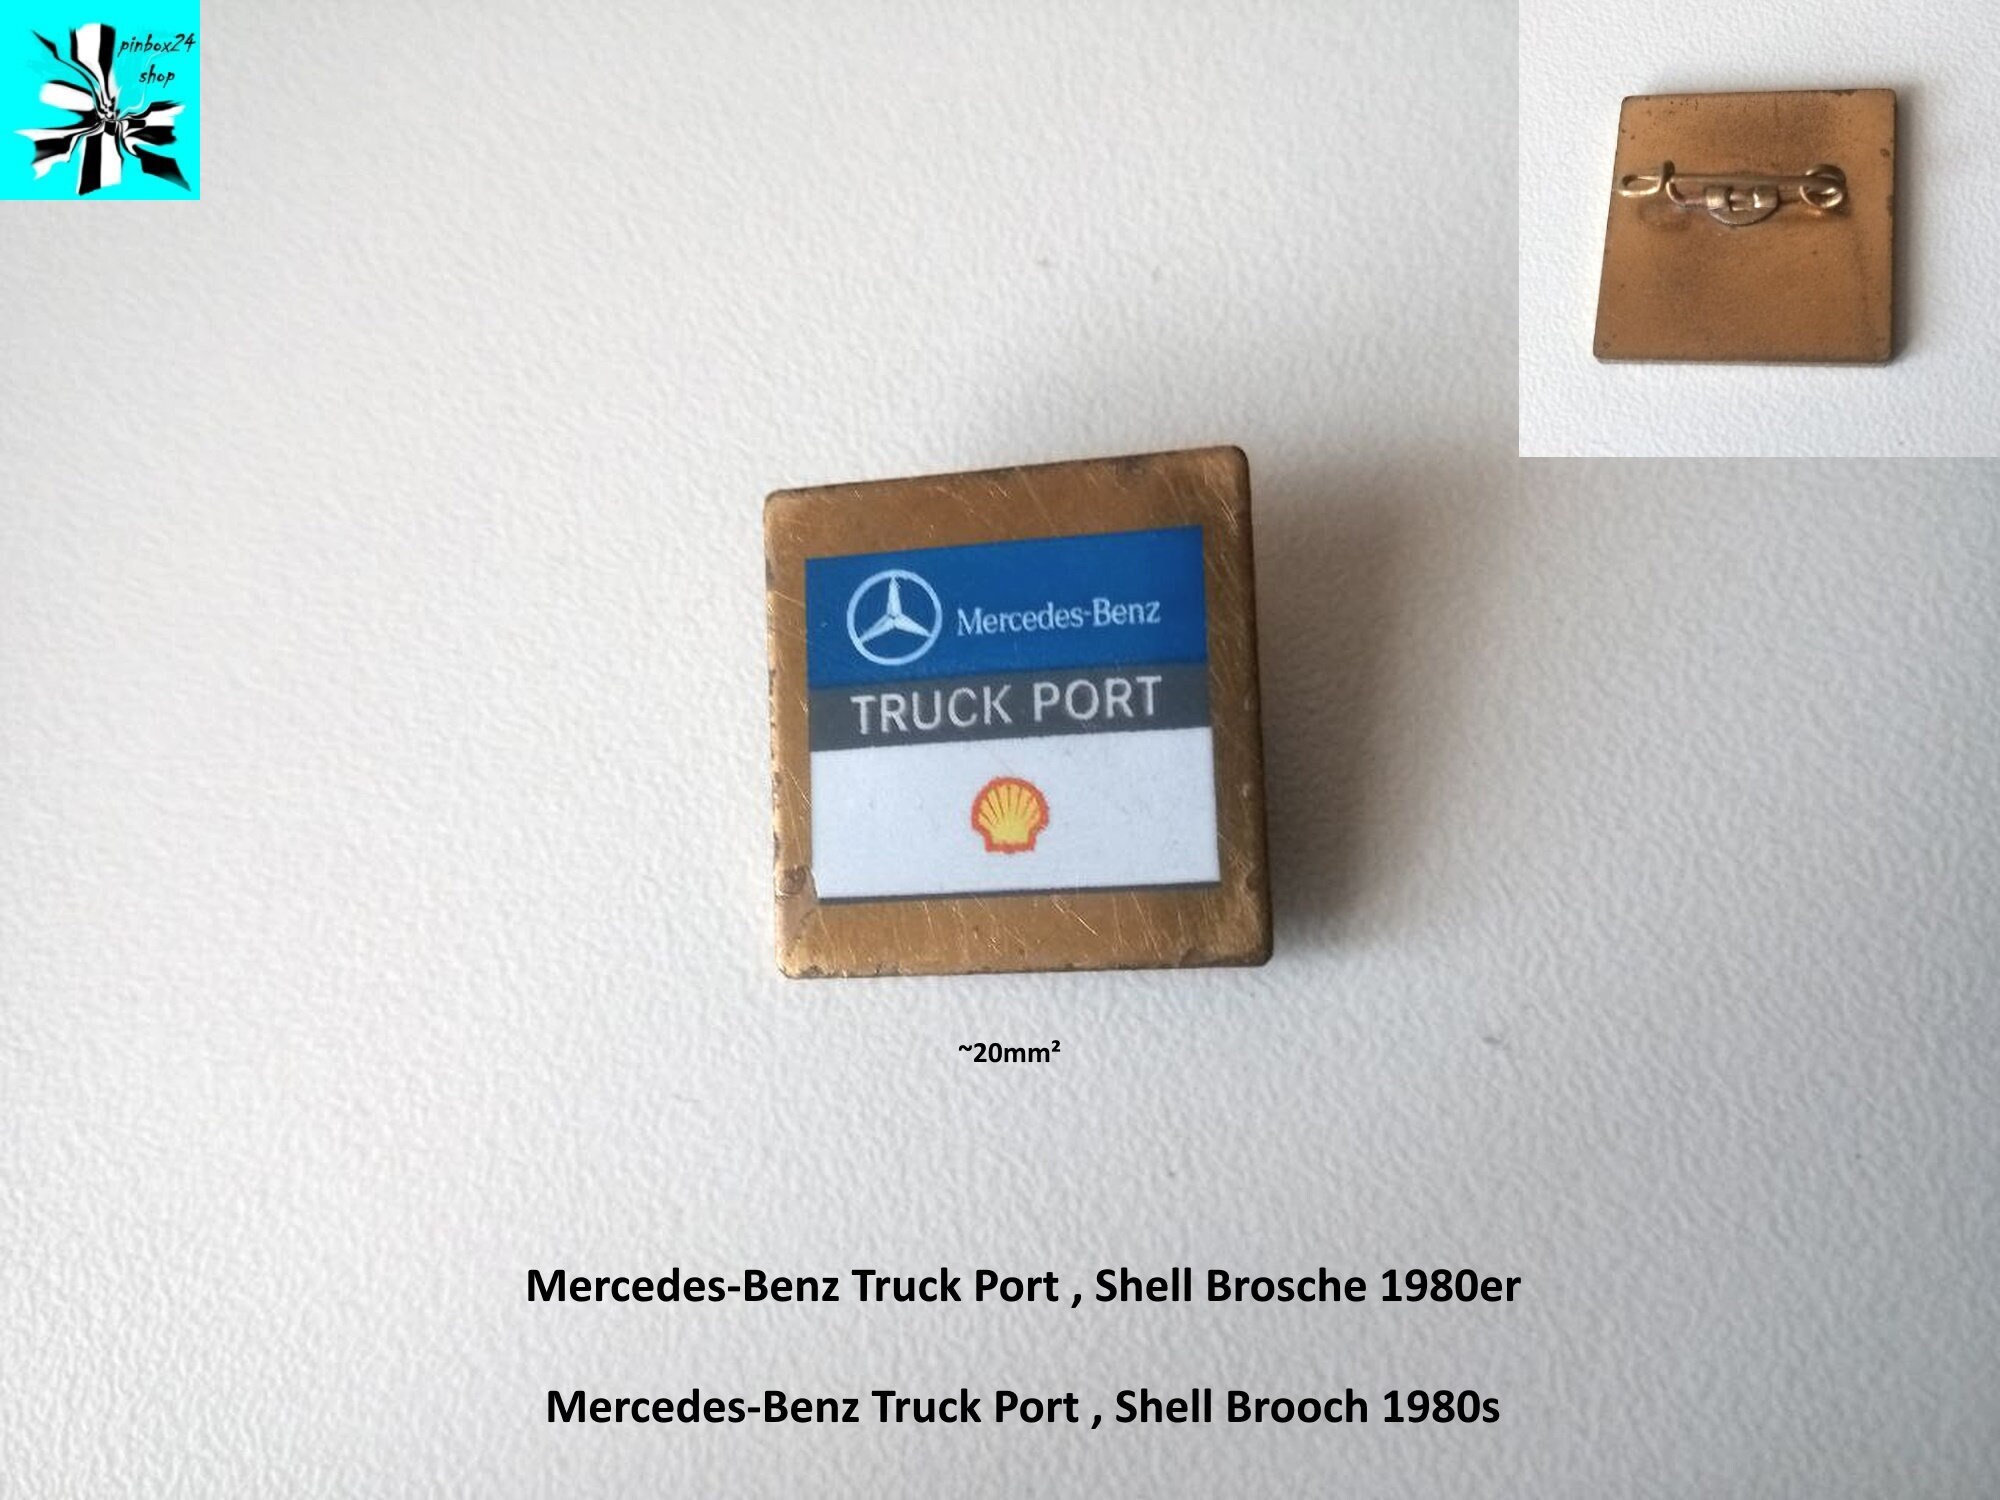 pinbox24
shop
Mercedes-Benz
TRUCK PORT
~20mm²
Mercedes-Benz Truck Port , Shell Brosche 1980er
Mercedes-Benz Truck Port , Shell Brooch 1980s